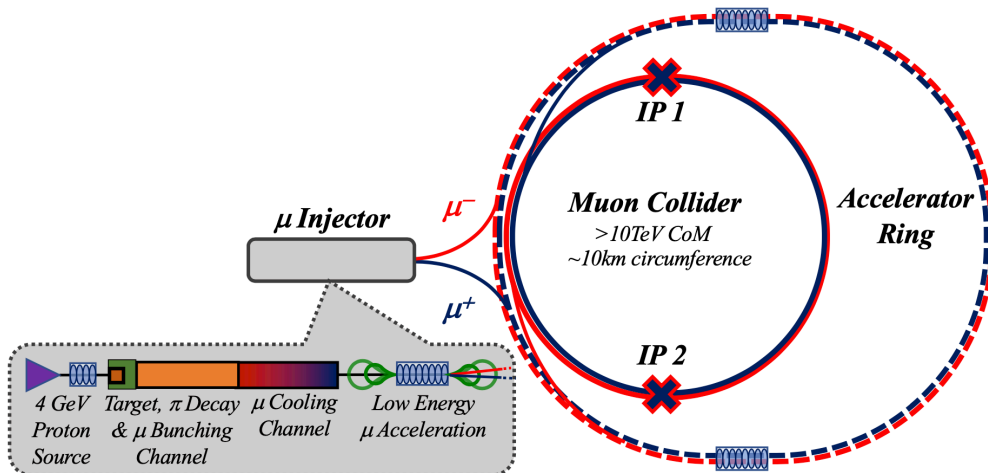 IP 1
μ⁻
μ Injector
Muon Collider
>10TeV CoM
~10km circumference
Accelerator
Ring
μ⁺
IP 2
4 GeV
Proton
Source
Target, π Decay
& μ Bunching
Channel
μ Cooling
Channel
Low Energy
μ Acceleration